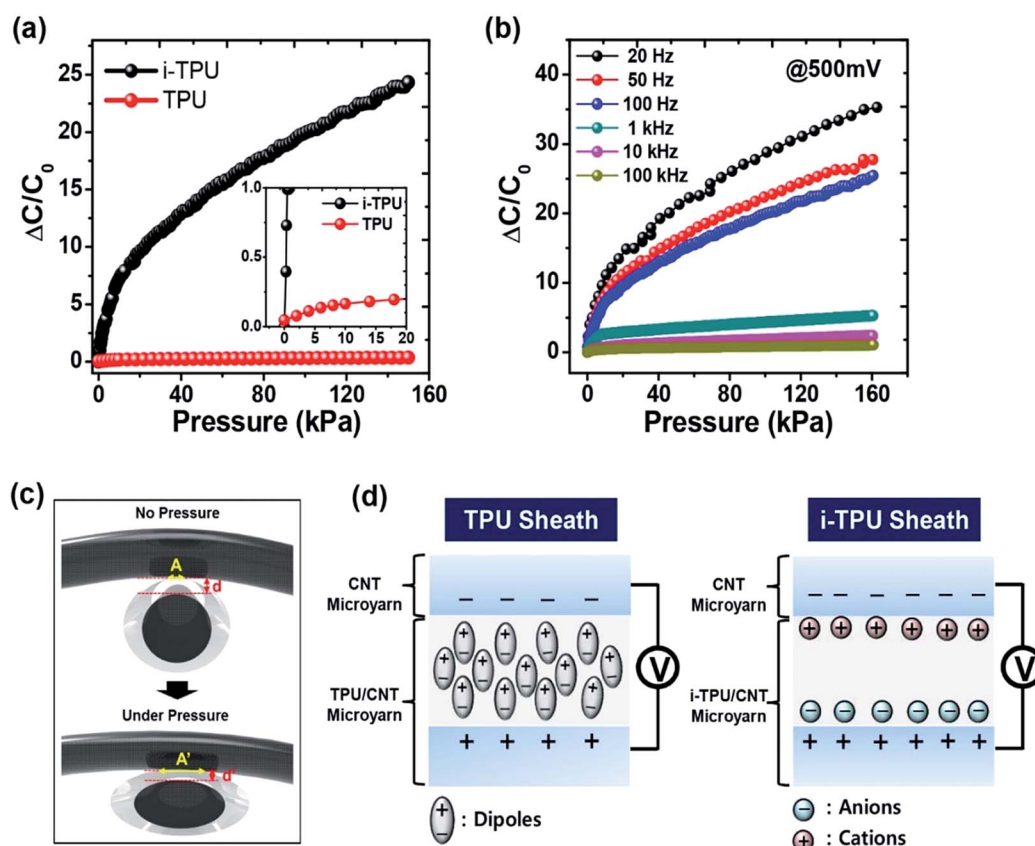 (a)
25
20
15
10
5
0
ΔC/C0
0 40 80 120 160
Pressure (kPa)
i-TPU
TPU
1.0
0.5
0.0
0 5 10 15 20
i-TPU
TPU
(b)
40
30
20
10
0
ΔC/C0
0 40 80 120 160
Pressure (kPa)
20 Hz
50 Hz
100 Hz
1 kHz
10 kHz
100 kHz
@500mV
(c)
No Pressure
A
d
Under Pressure
A'
d'
(d)
TPU Sheath
CNT
Microyarn
− − − −
+ + + + 
− − − −
+ + + + +
− − − − −
+ + + +
− − − −
TPU/CNT
Microyarn
+ + + +
V
+
−
: Dipoles
i-TPU Sheath
CNT
Microyarn
− − − − − −
+ + + + + +
i-TPU/CNT
Microyarn
− − − − − −
+ + + + + +
V
− : Anions
+ : Cations